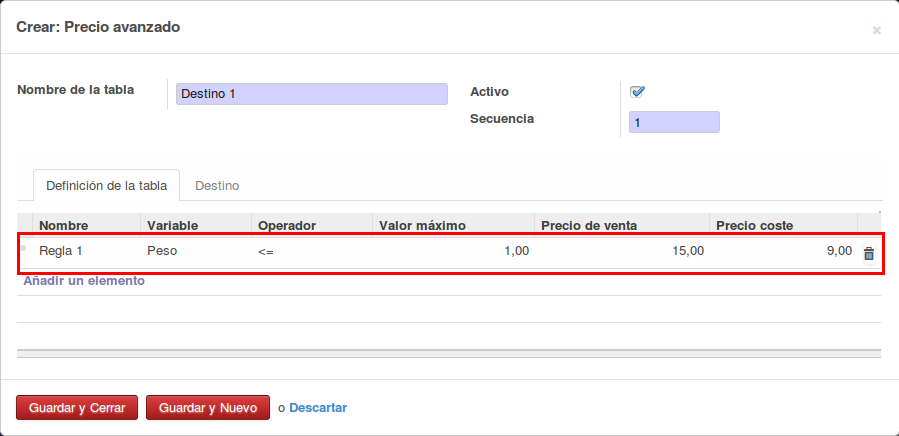 Crear: Precio avanzado
×
Nombre de la tabla Destino 1 Activo
Secuencia 1
Definición de la tabla Destino
Nombre Variable Operador Valor máximo Precio de venta Precio coste
Regla 1 Peso <= 1,00 15,00 9,00
Añadir un elemento
Guardar y Cerrar Guardar y Nuevo o Descartar